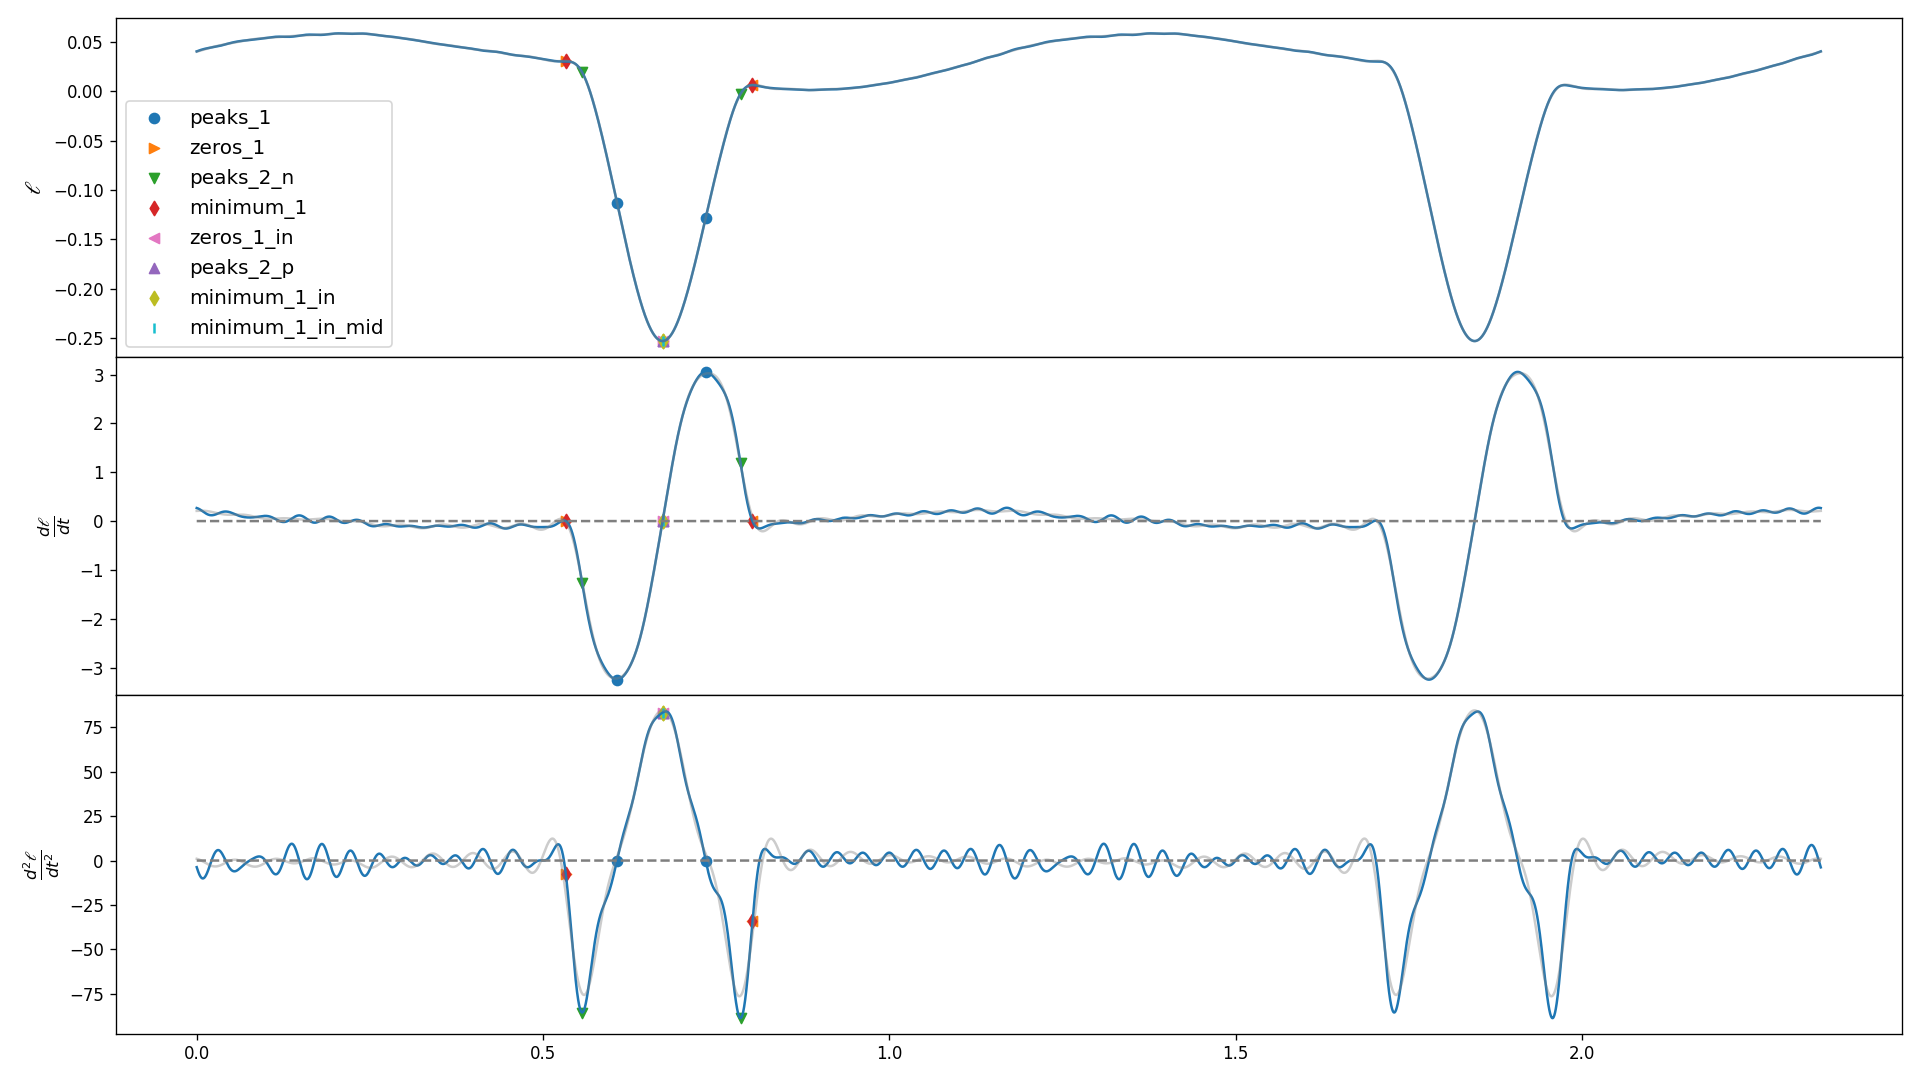 0.05
0.00
−0.05
−0.10
−0.15
−0.20
−0.25
ℓ
peaks_1
zeros_1
peaks_2_n
minimum_1
zeros_1_in
peaks_2_p
minimum_1_in
minimum_1_in_mid
3
2
1
0
−1
−2
−3
dℓ
dt
75
50
25
0
−25
−50
−75
d²ℓ
dt²
0.0 0.5 1.0 1.5 2.0